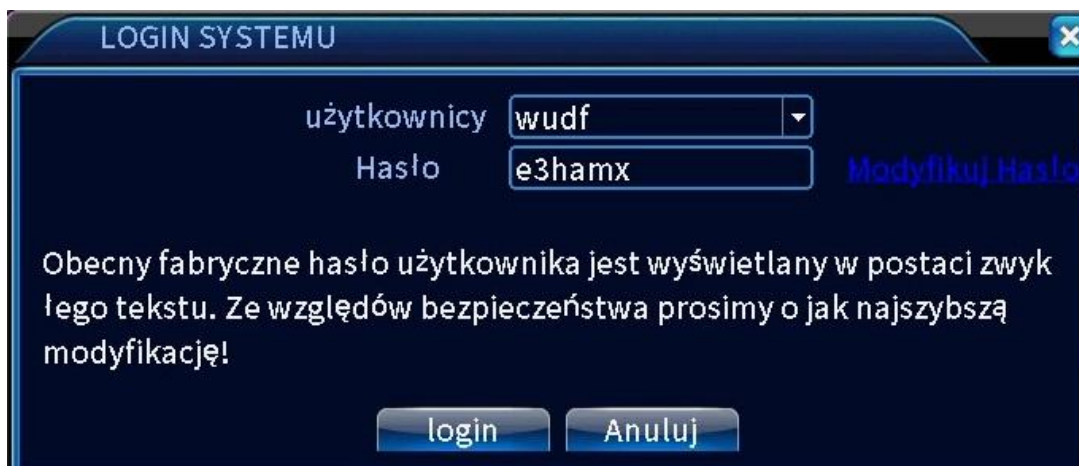 LOGIN SYSTEMU
użytkownicy wudf
Hasło e3hamx Modyfikuj Hasło
Obecny fabryczne hasło użytkownika jest wyświetlany w postaci zwyk
łego tekstu. Ze względów bezpieczeństwa prosimy o jak najszybszą
modyfikację!
login Anuluj